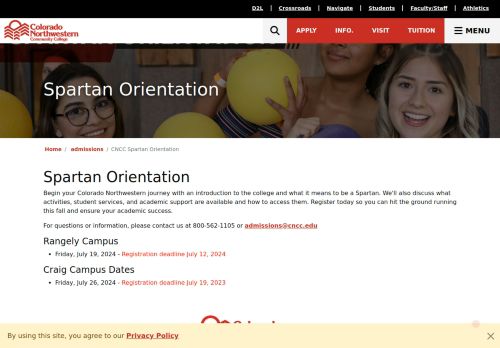 D2L | Crossroads | Navigate | Students | Faculty/Staff | Athletics
Colorado
Northwestern
Community College
APPLY INFO. VISIT TUITION MENU
Spartan Orientation
Home / admissions / CNCC Spartan Orientation
Spartan Orientation
Begin your Colorado Northwestern journey with an introduction to the college and what it means to be a Spartan. We'll also discuss what
activities, student services, and academic support are available and how to access them. Register today so you can hit the ground running
this fall and ensure your academic success.
For questions or information, please contact us at 800-562-1105 or admissions@cncc.edu
Rangely Campus
• Friday, July 19, 2024 - Registration deadline July 12, 2024
Craig Campus Dates
• Friday, July 26, 2024 - Registration deadline July 19, 2023
By using this site, you agree to our Privacy Policy